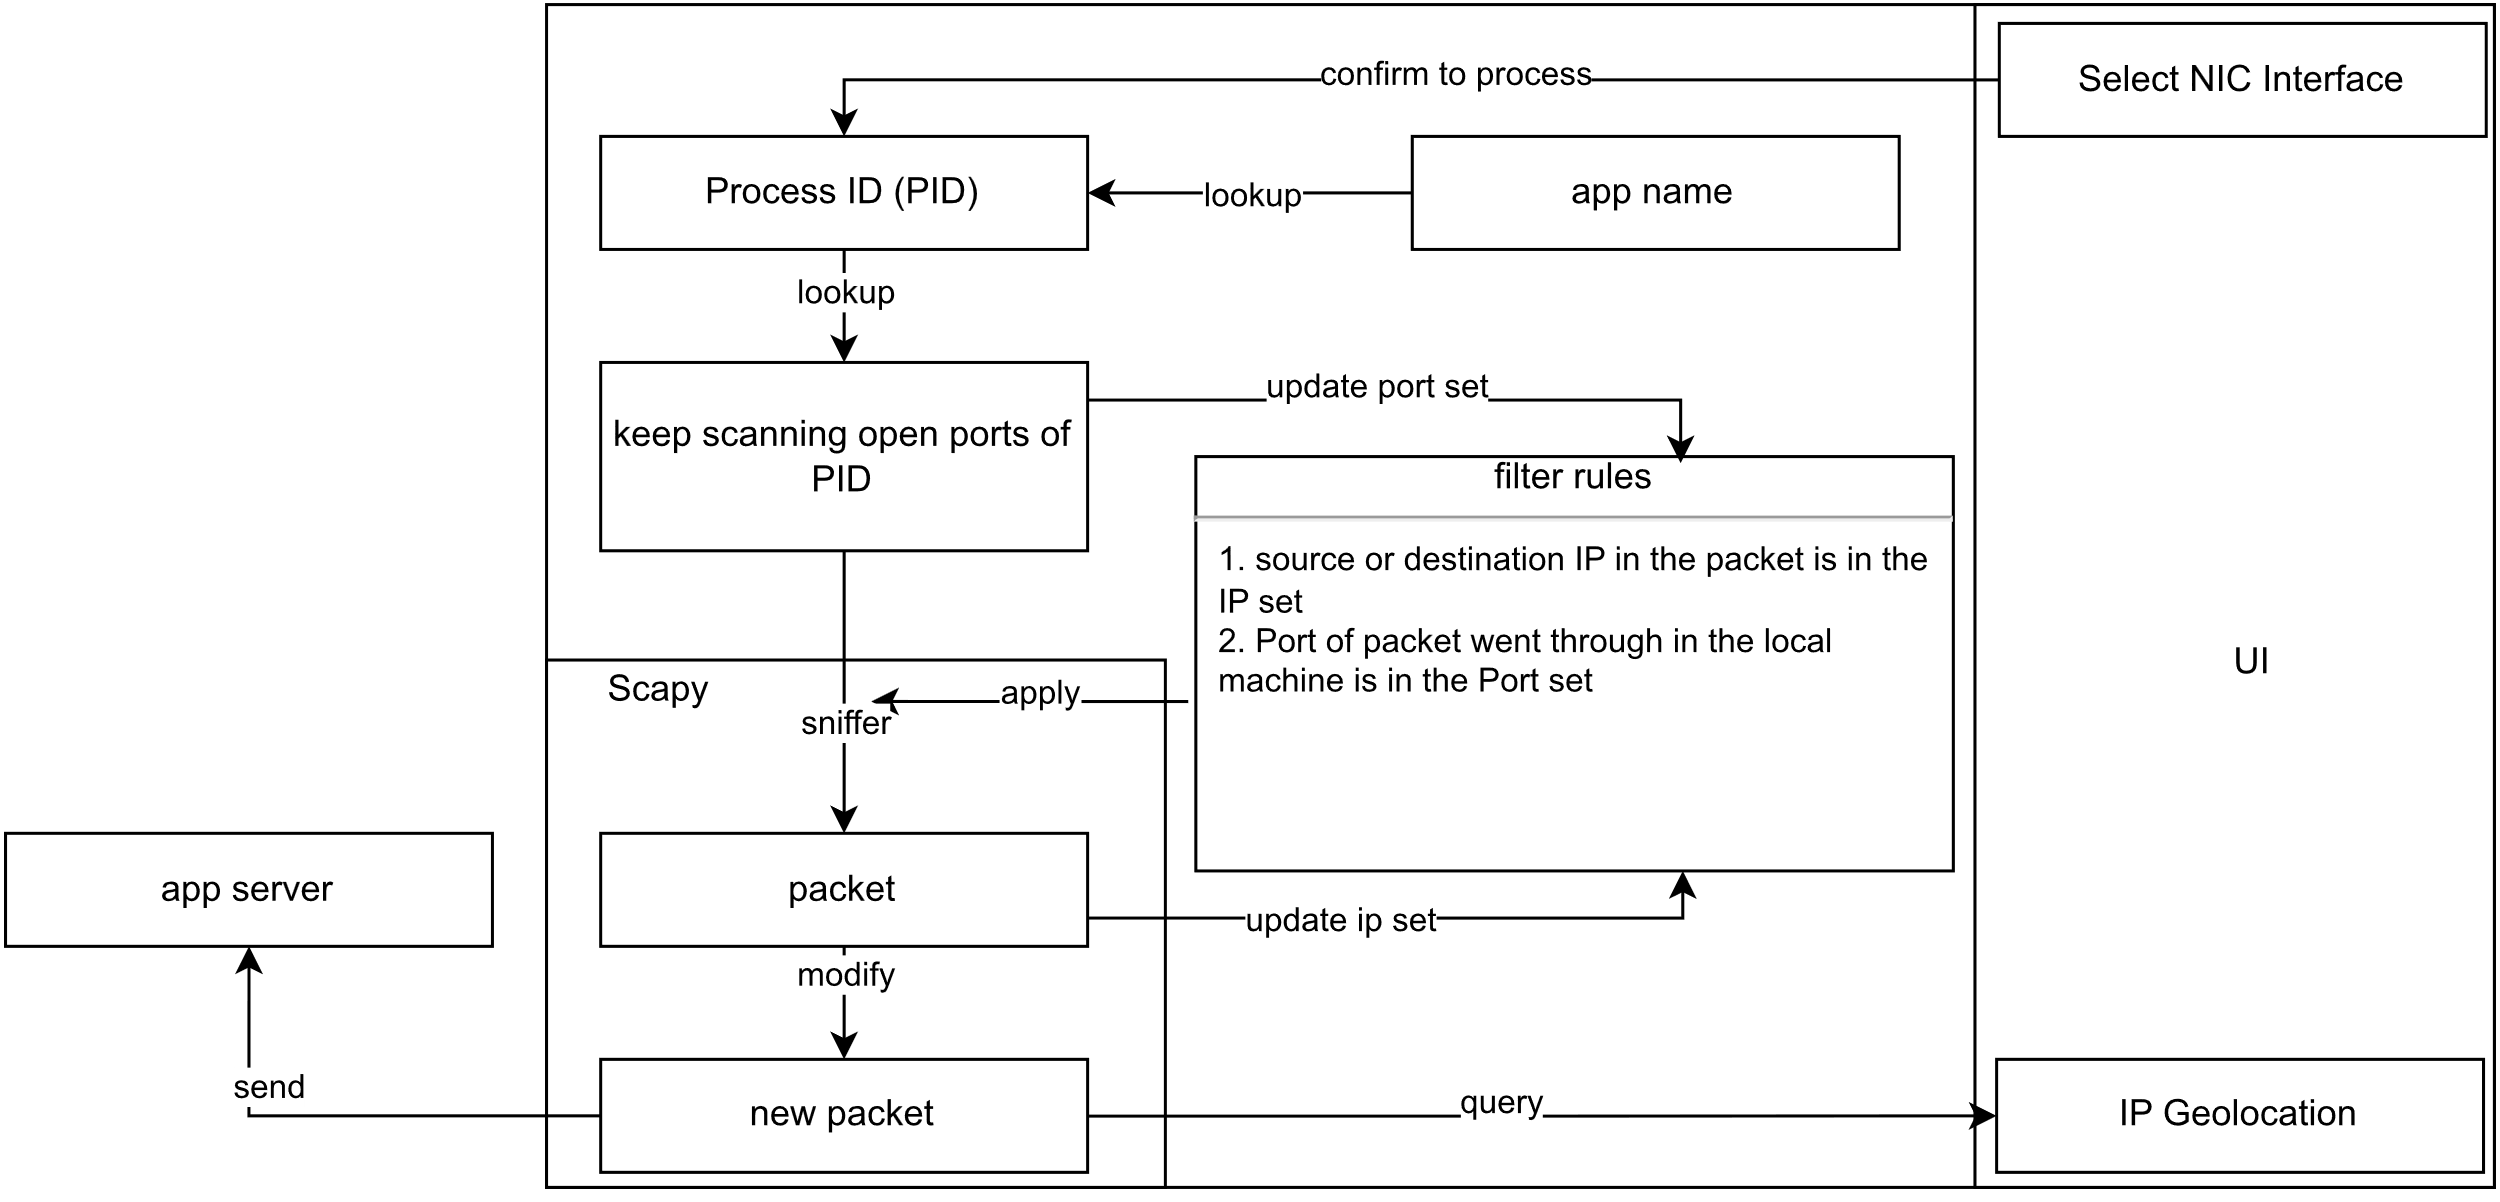 confirm to process
Select NIC Interface
Process ID (PID)
lookup
app name
lookup
update port set
keep scanning open ports of
PID
filter rules
1. source or destination IP in the packet is in the
IP set
2. Port of packet went through in the local
machine is in the Port set
UI
Scapy
apply
sniffer
app server
packet
update ip set
modify
send
new packet
query
IP Geolocation